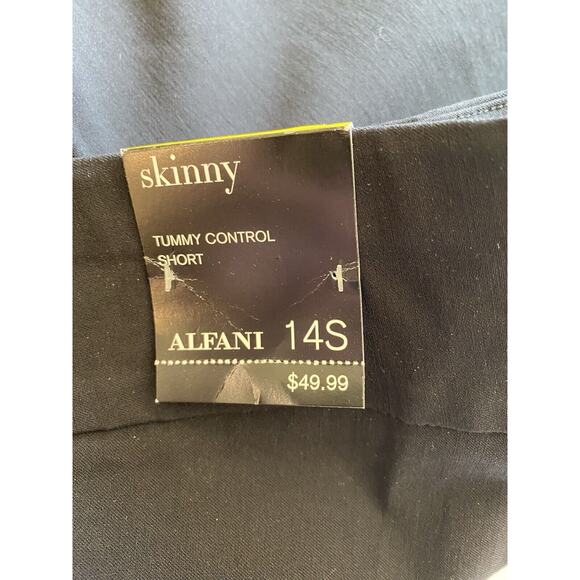 skinny
TUMMY CONTROL
SHORT
ALFANI 14S
$49.99